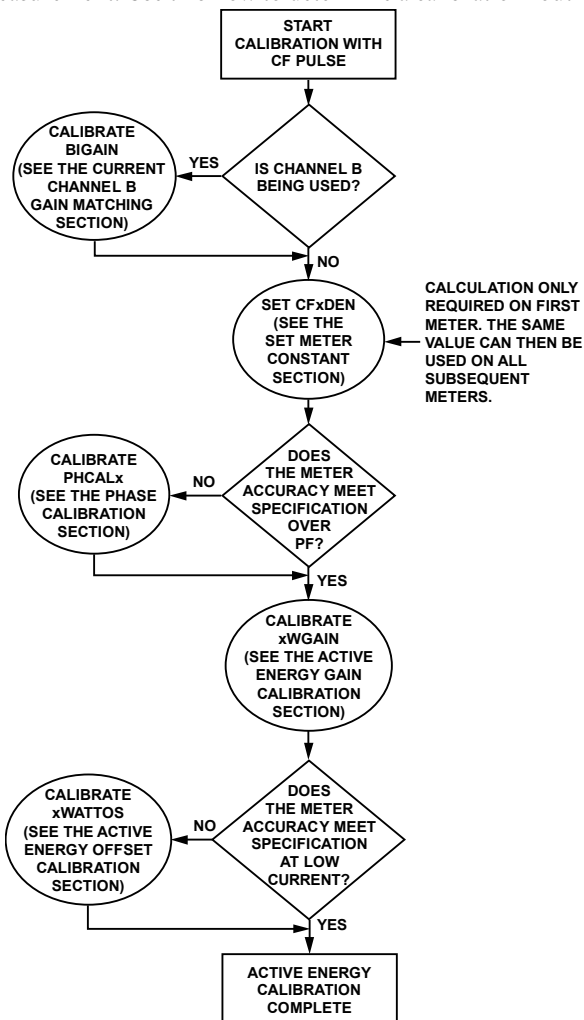 START
CALIBRATION WITH
CF PULSE
CALIBRATE
BIGAIN
(SEE THE CURRENT
CHANNEL B
GAIN MATCHING
SECTION)
YES
IS CHANNEL B
BEING USED?
NO
SET CFxDEN
(SEE THE
SET METER
CONSTANT
SECTION)
CALCULATION ONLY
REQUIRED ON FIRST
METER. THE SAME
VALUE CAN THEN BE
USED ON ALL
SUBSEQUENT
METERS.
CALIBRATE
PHCALx
(SEE THE PHASE
CALIBRATION
SECTION)
NO
DOES
THE METER
ACCURACY MEET
SPECIFICATION
OVER
PF?
YES
CALIBRATE
xWGAIN
(SEE THE ACTIVE
ENERGY GAIN
CALIBRATION
SECTION)
CALIBRATE
xWATTOS
(SEE THE ACTIVE
ENERGY OFFSET
CALIBRATION
SECTION)
NO
DOES
THE METER
ACCURACY MEET
SPECIFICATION
AT LOW
CURRENT?
YES
ACTIVE ENERGY
CALIBRATION
COMPLETE